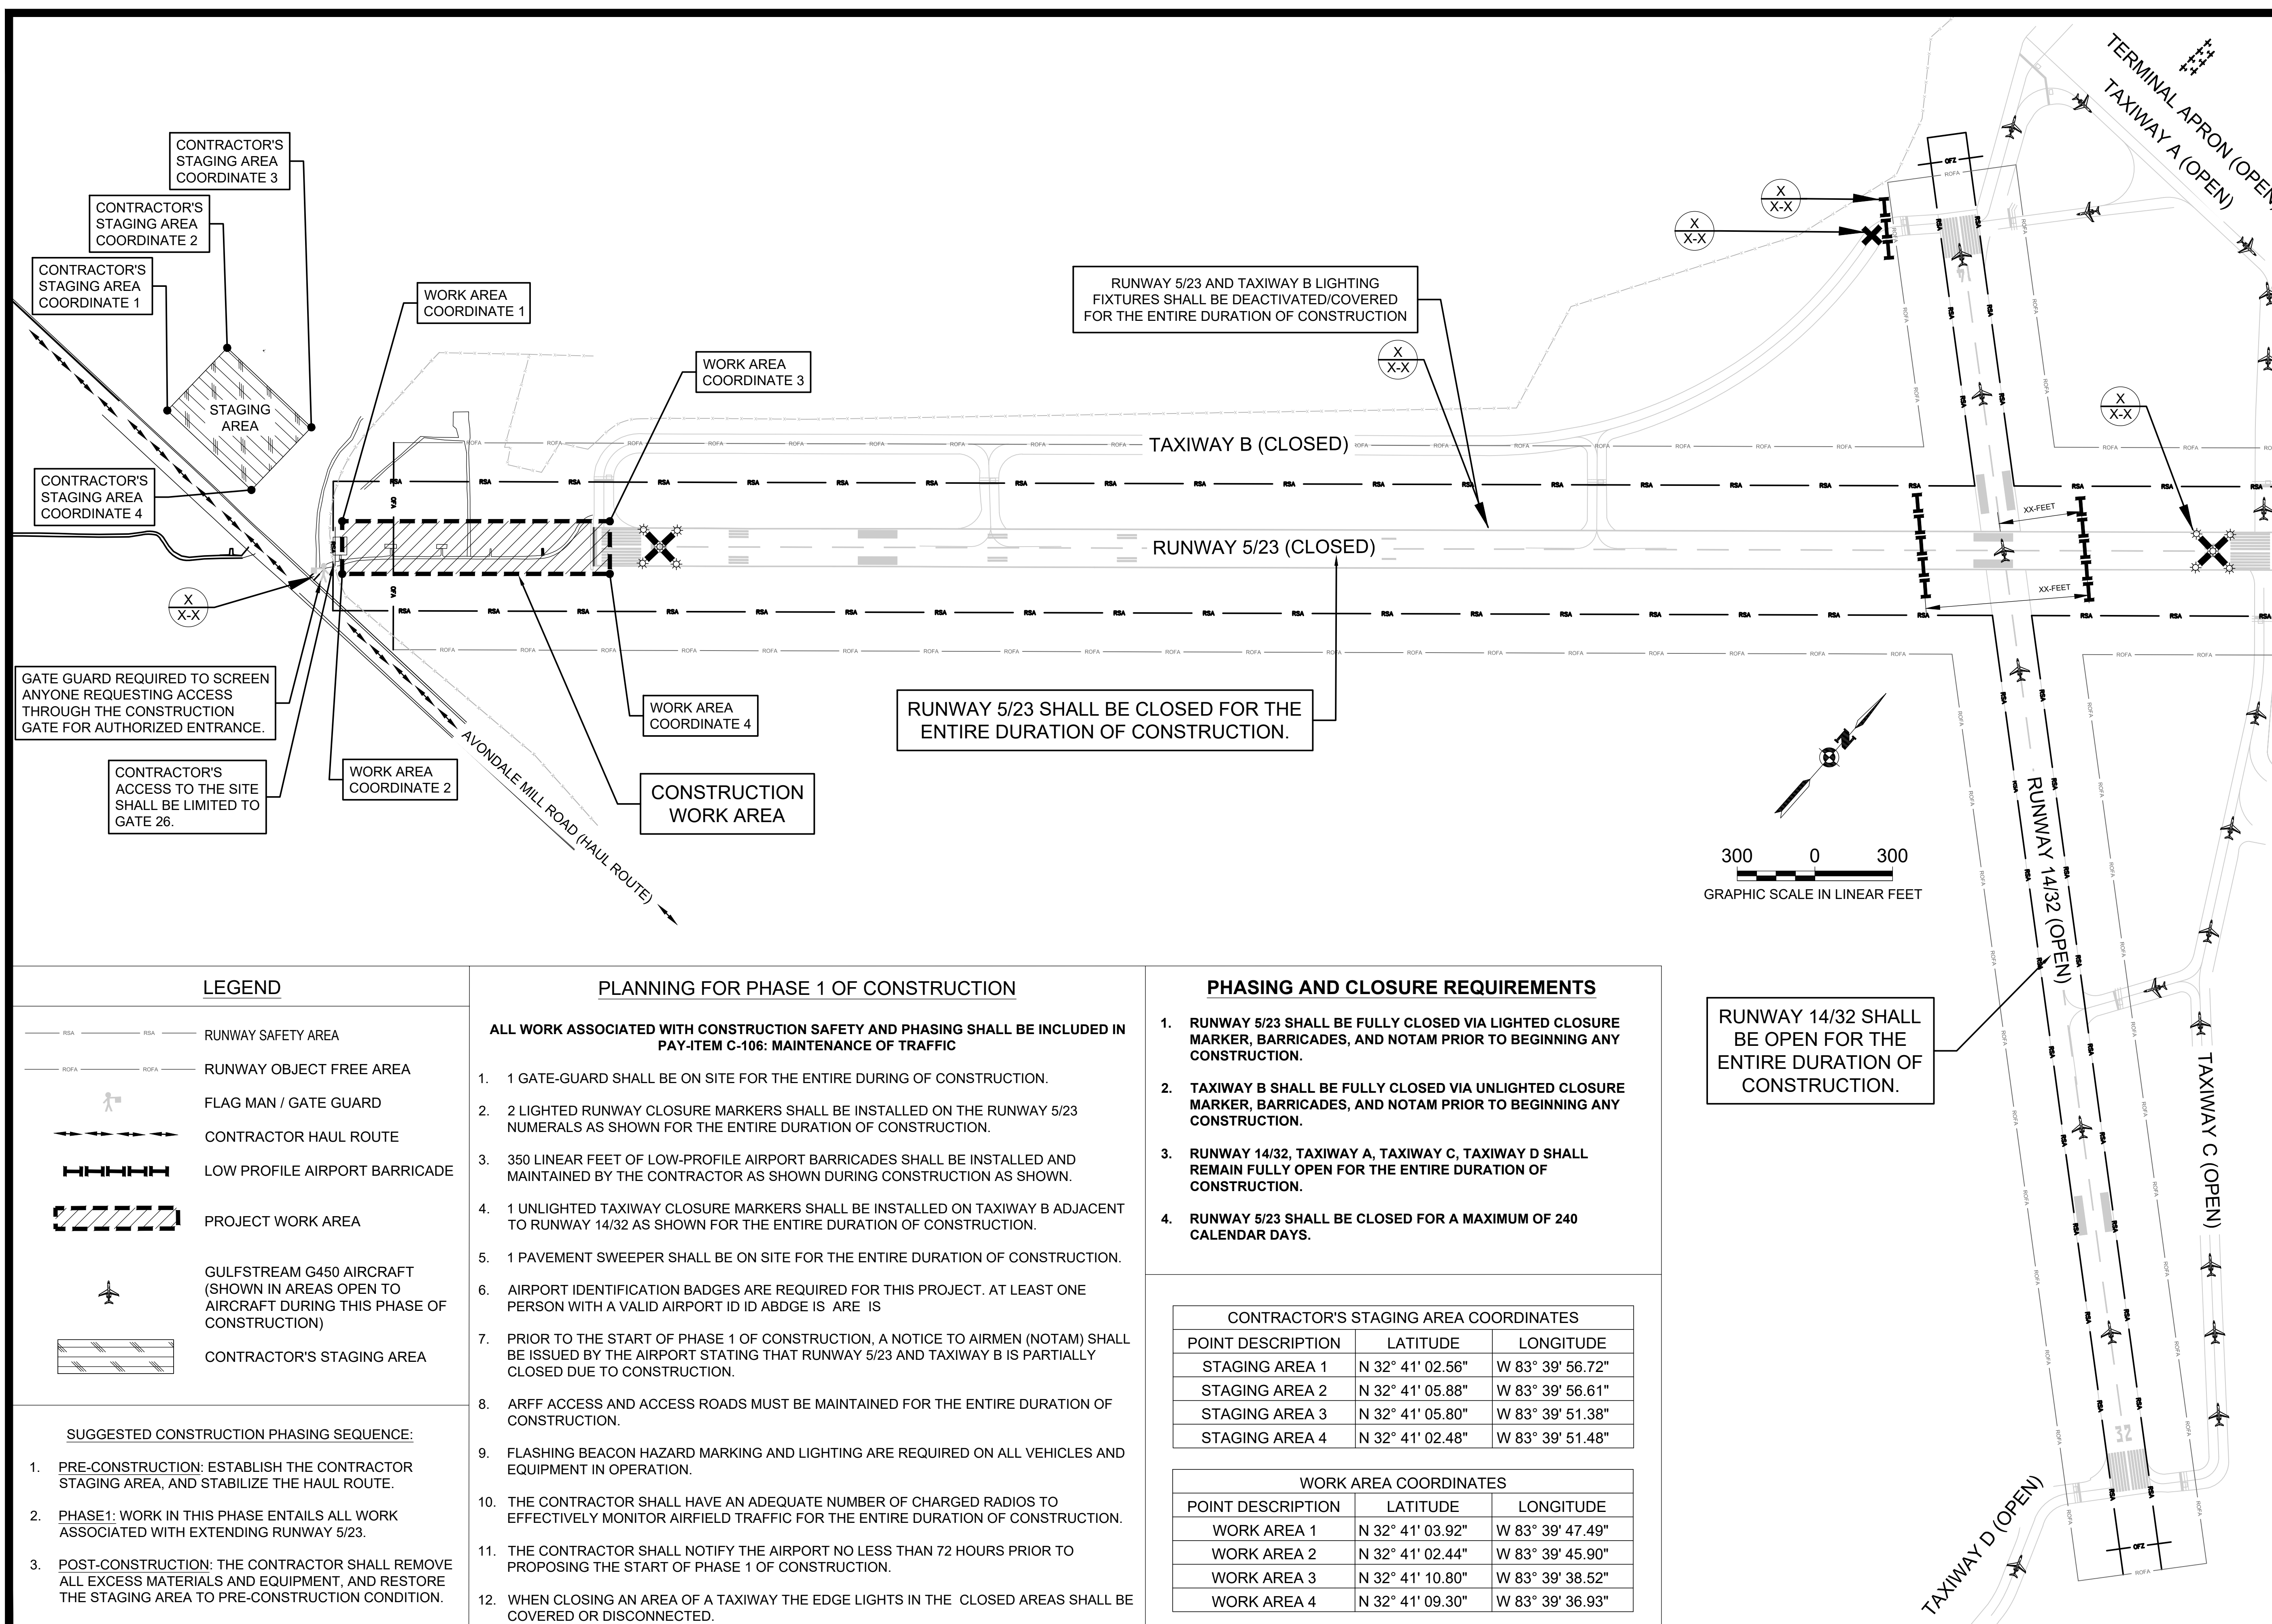 CONTRACTOR'S
STAGING AREA
COORDINATE 3
CONTRACTOR'S
STAGING AREA
COORDINATE 2
CONTRACTOR'S
STAGING AREA
COORDINATE 1
STAGING
AREA
CONTRACTOR'S
STAGING AREA
COORDINATE 4
WORK AREA
COORDINATE 1
WORK AREA
COORDINATE 3
RUNWAY 5/23 AND TAXIWAY B LIGHTING
FIXTURES SHALL BE DEACTIVATED/COVERED
FOR THE ENTIRE DURATION OF CONSTRUCTION
X
X-X
X
X-X
X
X-X
X
X-X
X
X-X
TERMINAL APRON (OPEN
TAXIWAY A (OPEN)
OFZ
ROFA
RSA
OFA
TAXIWAY B (CLOSED)
RUNWAY 5/23 (CLOSED)
XX-FEET
XX-FEET
GATE GUARD REQUIRED TO SCREEN
ANYONE REQUESTING ACCESS
THROUGH THE CONSTRUCTION
GATE FOR AUTHORIZED ENTRANCE.
CONTRACTOR'S
ACCESS TO THE SITE
SHALL BE LIMITED TO
GATE 26.
WORK AREA
COORDINATE 2
WORK AREA
COORDINATE 4
CONSTRUCTION
WORK AREA
AVONDALE MILL ROAD (HAUL ROUTE)
RUNWAY 5/23 SHALL BE CLOSED FOR THE
ENTIRE DURATION OF CONSTRUCTION.
N
300 0 300
GRAPHIC SCALE IN LINEAR FEET
RUNWAY 14/32 (OPEN)
RUNWAY 14/32 SHALL
BE OPEN FOR THE
ENTIRE DURATION OF
CONSTRUCTION.
TAXIWAY C (OPEN)
32
OFZ
TAXIWAY D (OPEN)
LEGEND
RSA RSA RUNWAY SAFETY AREA
ROFA ROFA RUNWAY OBJECT FREE AREA
FLAG MAN / GATE GUARD
CONTRACTOR HAUL ROUTE
LOW PROFILE AIRPORT BARRICADE
PROJECT WORK AREA
GULFSTREAM G450 AIRCRAFT
(SHOWN IN AREAS OPEN TO
AIRCRAFT DURING THIS PHASE OF
CONSTRUCTION)
CONTRACTOR'S STAGING AREA
SUGGESTED CONSTRUCTION PHASING SEQUENCE:
1. PRE-CONSTRUCTION: ESTABLISH THE CONTRACTOR
STAGING AREA, AND STABILIZE THE HAUL ROUTE.
2. PHASE1: WORK IN THIS PHASE ENTAILS ALL WORK
ASSOCIATED WITH EXTENDING RUNWAY 5/23.
3. POST-CONSTRUCTION: THE CONTRACTOR SHALL REMOVE
ALL EXCESS MATERIALS AND EQUIPMENT, AND RESTORE
THE STAGING AREA TO PRE-CONSTRUCTION CONDITION.
PLANNING FOR PHASE 1 OF CONSTRUCTION
ALL WORK ASSOCIATED WITH CONSTRUCTION SAFETY AND PHASING SHALL BE INCLUDED IN
PAY-ITEM C-106: MAINTENANCE OF TRAFFIC
1. 1 GATE-GUARD SHALL BE ON SITE FOR THE ENTIRE DURING OF CONSTRUCTION.
2. 2 LIGHTED RUNWAY CLOSURE MARKERS SHALL BE INSTALLED ON THE RUNWAY 5/23
NUMERALS AS SHOWN FOR THE ENTIRE DURATION OF CONSTRUCTION.
3. 350 LINEAR FEET OF LOW-PROFILE AIRPORT BARRICADES SHALL BE INSTALLED AND
MAINTAINED BY THE CONTRACTOR AS SHOWN DURING CONSTRUCTION AS SHOWN.
4. 1 UNLIGHTED TAXIWAY CLOSURE MARKERS SHALL BE INSTALLED ON TAXIWAY B ADJACENT
TO RUNWAY 14/32 AS SHOWN FOR THE ENTIRE DURATION OF CONSTRUCTION.
5. 1 PAVEMENT SWEEPER SHALL BE ON SITE FOR THE ENTIRE DURATION OF CONSTRUCTION.
6. AIRPORT IDENTIFICATION BADGES ARE REQUIRED FOR THIS PROJECT. AT LEAST ONE
PERSON WITH A VALID AIRPORT ID ID ABDGE IS ARE IS
7. PRIOR TO THE START OF PHASE 1 OF CONSTRUCTION, A NOTICE TO AIRMEN (NOTAM) SHALL
BE ISSUED BY THE AIRPORT STATING THAT RUNWAY 5/23 AND TAXIWAY B IS PARTIALLY
CLOSED DUE TO CONSTRUCTION.
8. ARFF ACCESS AND ACCESS ROADS MUST BE MAINTAINED FOR THE ENTIRE DURATION OF
CONSTRUCTION.
9. FLASHING BEACON HAZARD MARKING AND LIGHTING ARE REQUIRED ON ALL VEHICLES AND
EQUIPMENT IN OPERATION.
10. THE CONTRACTOR SHALL HAVE AN ADEQUATE NUMBER OF CHARGED RADIOS TO
EFFECTIVELY MONITOR AIRFIELD TRAFFIC FOR THE ENTIRE DURATION OF CONSTRUCTION.
11. THE CONTRACTOR SHALL NOTIFY THE AIRPORT NO LESS THAN 72 HOURS PRIOR TO
PROPOSING THE START OF PHASE 1 OF CONSTRUCTION.
12. WHEN CLOSING AN AREA OF A TAXIWAY THE EDGE LIGHTS IN THE CLOSED AREAS SHALL BE
COVERED OR DISCONNECTED.
PHASING AND CLOSURE REQUIREMENTS
1. RUNWAY 5/23 SHALL BE FULLY CLOSED VIA LIGHTED CLOSURE
MARKER, BARRICADES, AND NOTAM PRIOR TO BEGINNING ANY
CONSTRUCTION.
2. TAXIWAY B SHALL BE FULLY CLOSED VIA UNLIGHTED CLOSURE
MARKER, BARRICADES, AND NOTAM PRIOR TO BEGINNING ANY
CONSTRUCTION.
3. RUNWAY 14/32, TAXIWAY A, TAXIWAY C, TAXIWAY D SHALL
REMAIN FULLY OPEN FOR THE ENTIRE DURATION OF
CONSTRUCTION.
4. RUNWAY 5/23 SHALL BE CLOSED FOR A MAXIMUM OF 240
CALENDAR DAYS.
CONTRACTOR'S STAGING AREA COORDINATES
POINT DESCRIPTION LATITUDE LONGITUDE
STAGING AREA 1 N 32° 41' 02.56" W 83° 39' 56.72"
STAGING AREA 2 N 32° 41' 05.88" W 83° 39' 56.61"
STAGING AREA 3 N 32° 41' 05.80" W 83° 39' 51.38"
STAGING AREA 4 N 32° 41' 02.48" W 83° 39' 51.48"
WORK AREA COORDINATES
POINT DESCRIPTION LATITUDE LONGITUDE
WORK AREA 1 N 32° 41' 03.92" W 83° 39' 47.49"
WORK AREA 2 N 32° 41' 02.44" W 83° 39' 45.90"
WORK AREA 3 N 32° 41' 10.80" W 83° 39' 38.52"
WORK AREA 4 N 32° 41' 09.30" W 83° 39' 36.93"